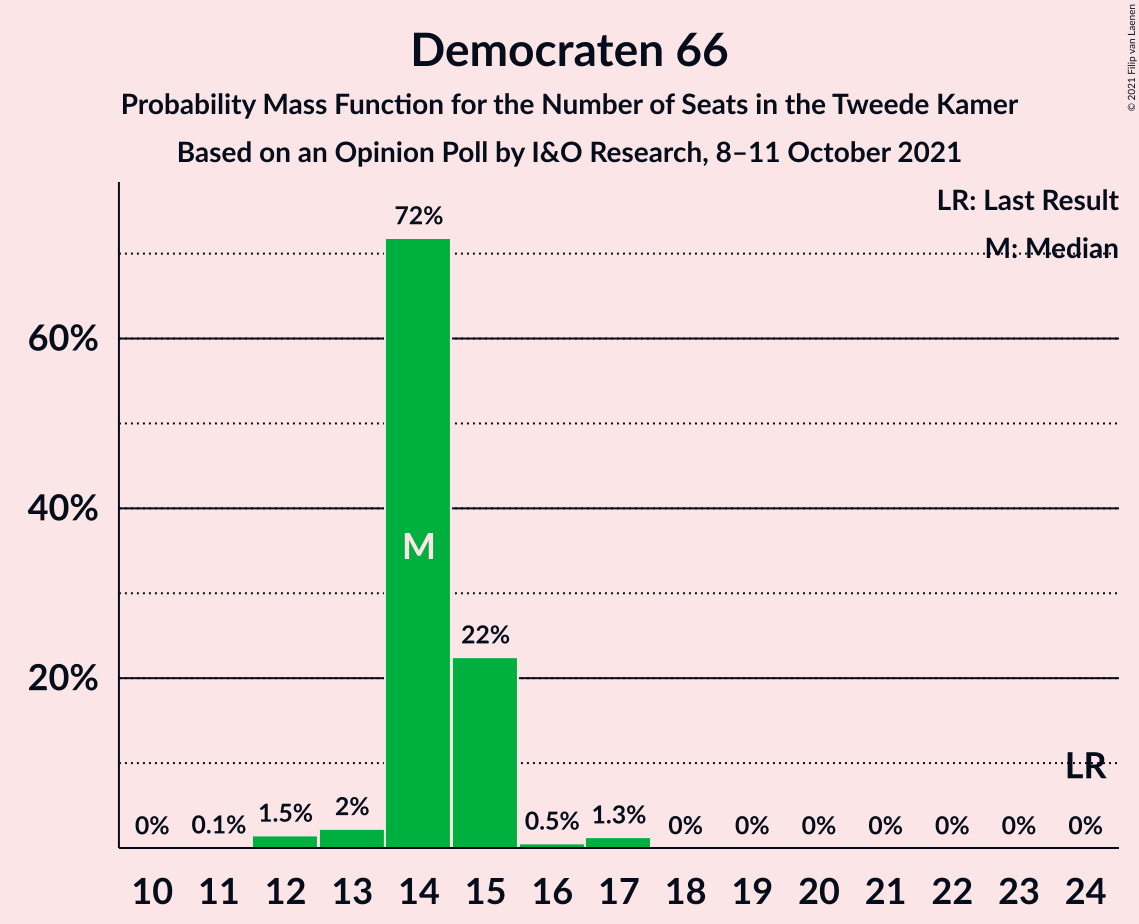 Democraten 66
Probability Mass Function for the Number of Seats in the Tweede Kamer
Based on an Opinion Poll by I&O Research, 8–11 October 2021
© 2021 Filip van Laenen
LR: Last Result
M: Median
60%
40%
20%
0%
0.1%
1.5%
2%
72%
M
22%
0.5%
1.3%
0%
0%
0%
0%
0%
0%
0%
LR
10 11 12 13 14 15 16 17 18 19 20 21 22 23 24